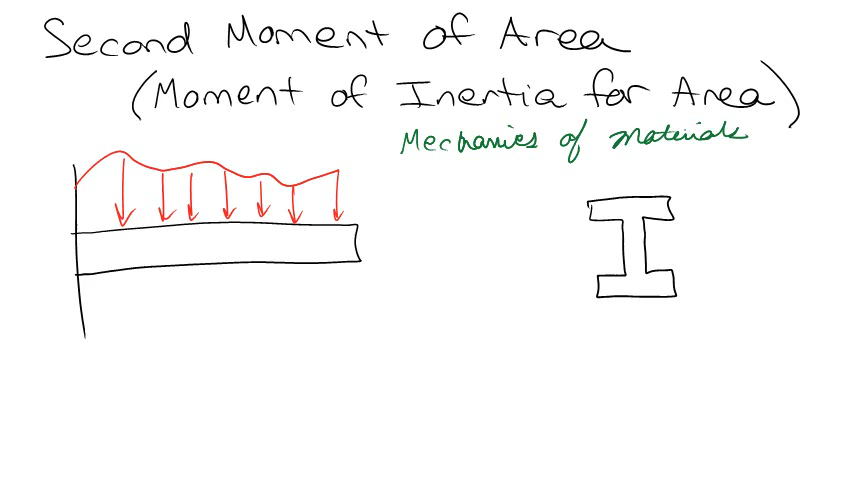 Second Moment of Area
(Moment of Inertia for Area)
Mechanics of Materials